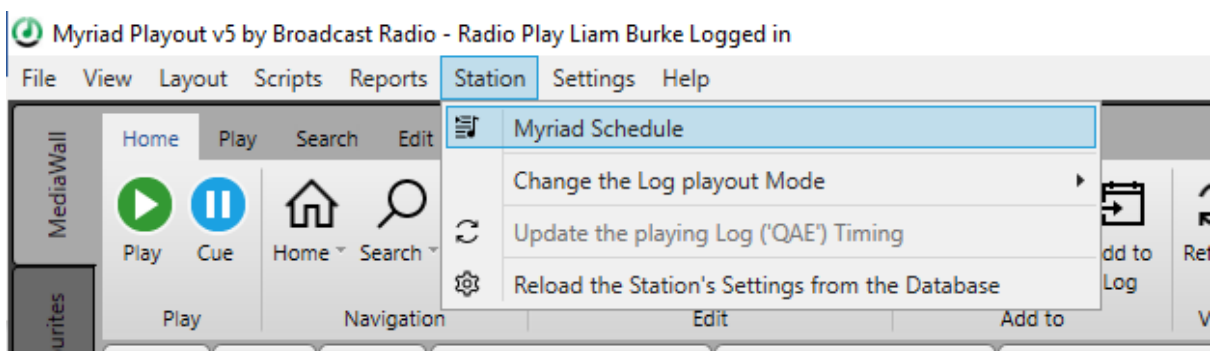 Myriad Playout v5 by Broadcast Radio - Radio Play Liam Burke Logged in
File View Layout Scripts Reports Station Settings Help
MediaWall
Home Play Search Edit
Myriad Schedule
Change the Log playout Mode
Update the playing Log ('QAE') Timing
Reload the Station's Settings from the Database
Play Cue Home Search
Log
Play Navigation Edit Add to